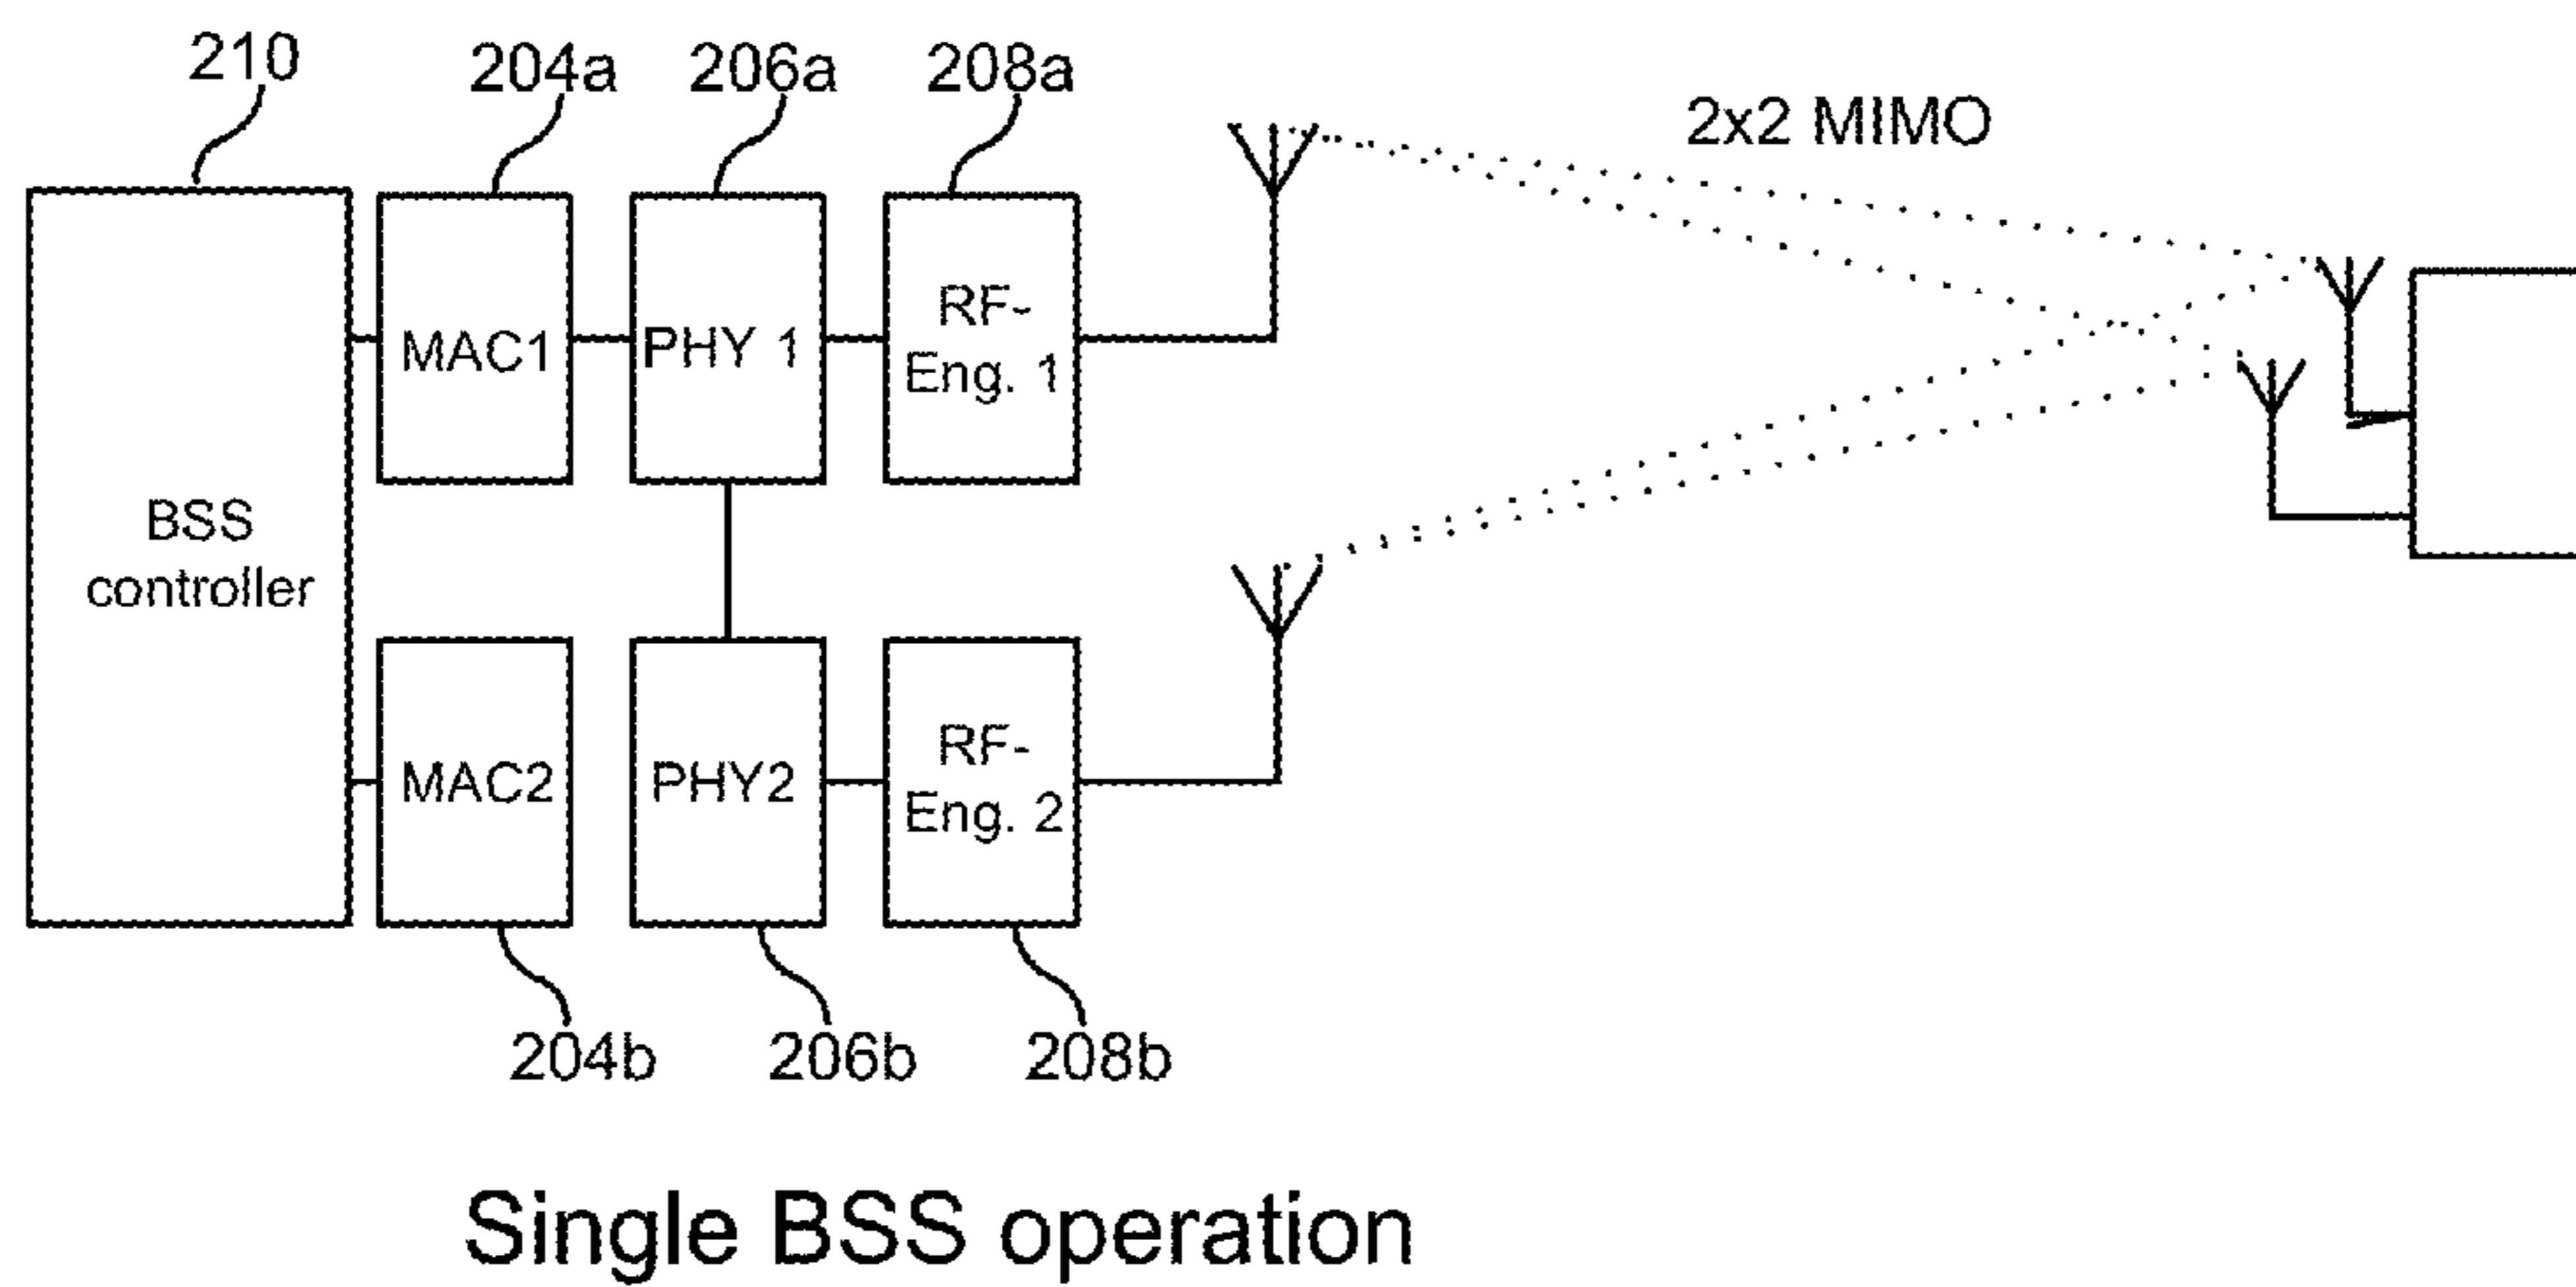 210
204a
206a
208a
2x2 MIMO
BSS
controller
MAC1
PHY 1
RF-
Eng. 1
MAC2
PHY2
RF-
Eng. 2
204b
206b
208b
Single BSS operation